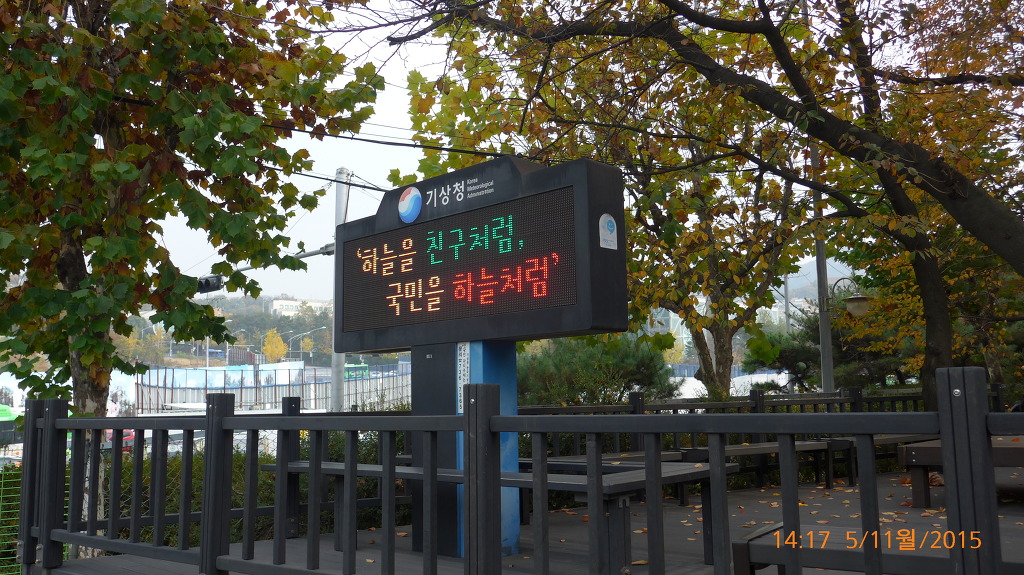 기상청
Korea
Meteorological
Administration
'하늘을 친구처럼,
국민을 하늘처럼'
14:17 5/11월/2015